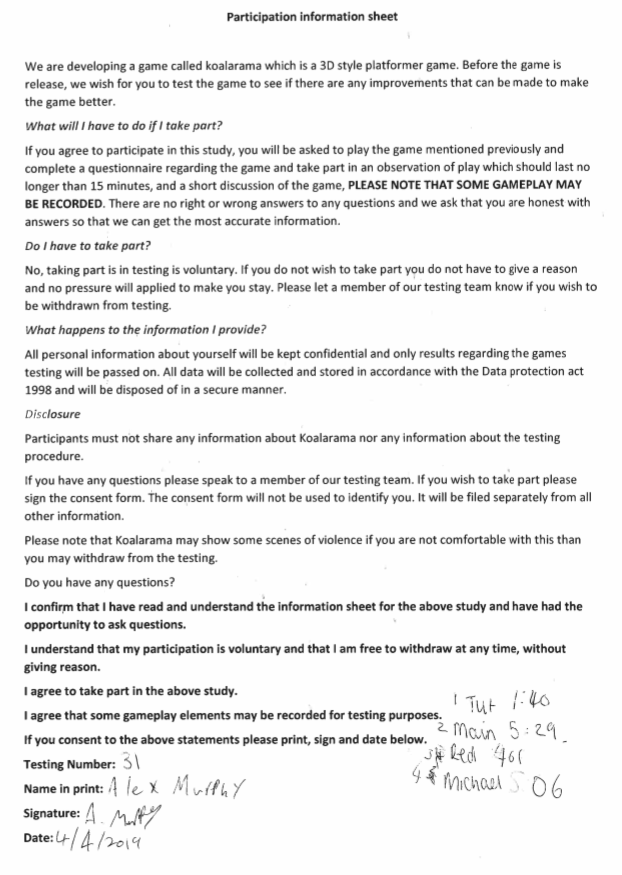 Participation information sheet
We are developing a game called koalarama which is a 3D style platformer game. Before the game is
release, we wish for you to test the game to see if there are any improvements that can be made to make
the game better.
What will I have to do if I take part?
If you agree to participate in this study, you will be asked to play the game mentioned previously and
complete a questionnaire regarding the game and take part in an observation of play which should last no
longer than 15 minutes, and a short discussion of the game, PLEASE NOTE THAT SOME GAMEPLAY MAY
BE RECORDED. There are no right or wrong answers to any questions and we ask that you are honest with
answers so that we can get the most accurate information.
Do I have to take part?
No, taking part is in testing is voluntary. If you do not wish to take part you do not have to give a reason
and no pressure will applied to make you stay. Please let a member of our testing team know if you wish to
be withdrawn from testing.
What happens to the information I provide?
All personal information about yourself will be kept confidential and only results regarding the games
testing will be passed on. All data will be collected and stored in accordance with the Data protection act
1998 and will be disposed of in a secure manner.
Disclosure
Participants must not share any information about Koalarama nor any information about the testing
procedure.
If you have any questions please speak to a member of our testing team. If you wish to take part please
sign the consent form. The consent form will not be used to identify you. It will be filed separately from all
other information.
Please note that Koalarama may show some scenes of violence if you are not comfortable with this than
you may withdraw from the testing.
Do you have any questions?
I confirm that I have read and understand the information sheet for the above study and have had the
opportunity to ask questions.
I understand that my participation is voluntary and that I am free to withdraw at any time, without
giving reason.
I agree to take part in the above study.
1 Tut 1:40
I agree that some gameplay elements may be recorded for testing purposes.
2 Main 5:29
If you consent to the above statements please print, sign and date below.
3 Redi
Testing Number: 31
4 Michael 5 06
Name in print: Alex Murphy
Signature: A. Murphy
Date: 4/4/2019